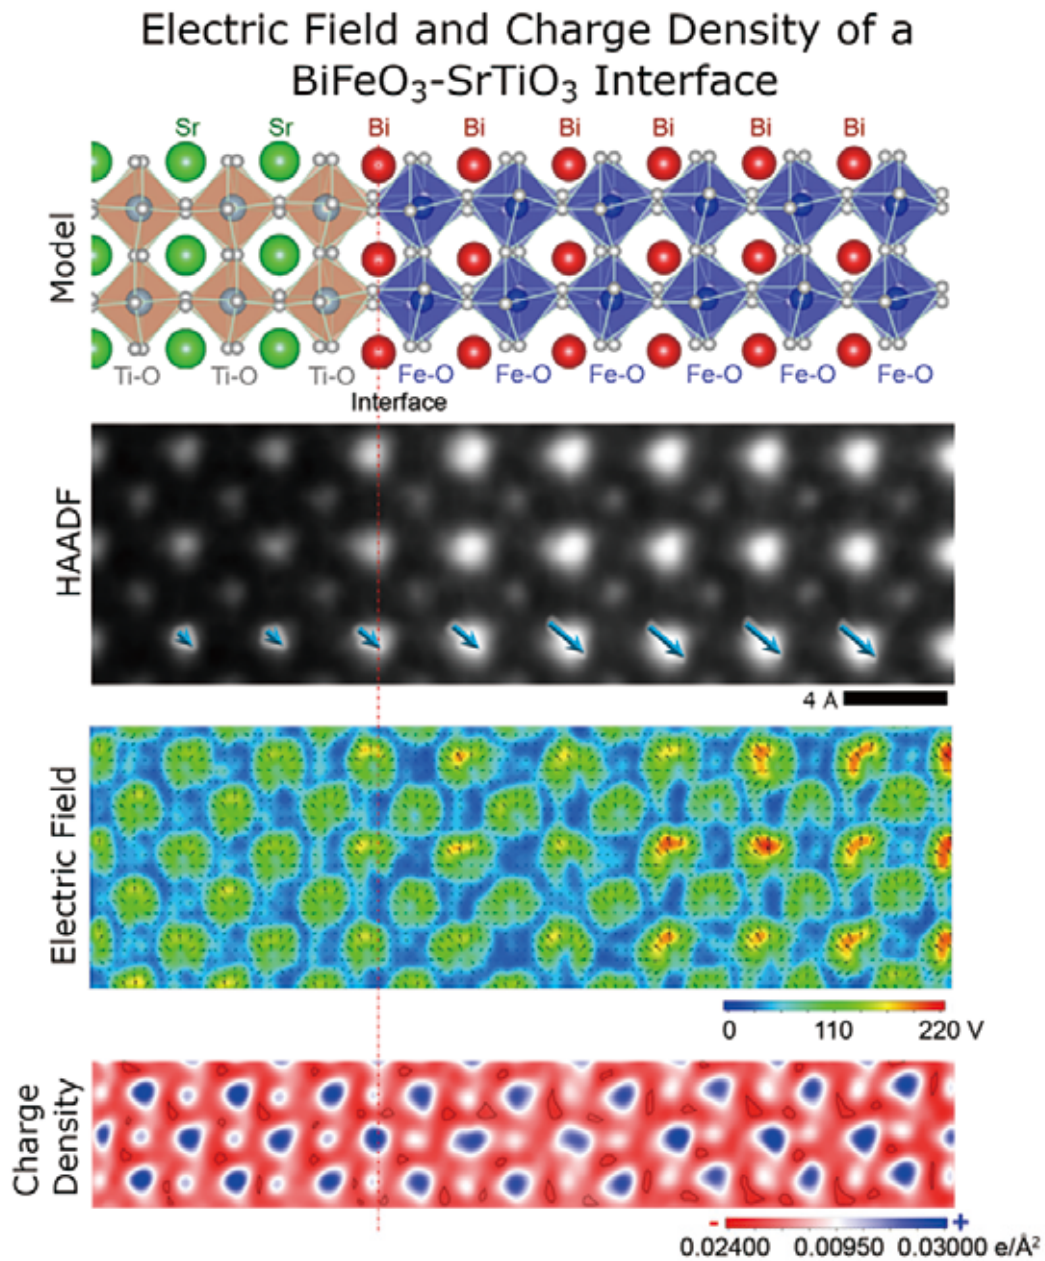 Electric Field and Charge Density of a
BiFeO₃-SrTiO₃ Interface
Sr Sr Bi Bi Bi Bi Bi Bi
Model
Ti-O Ti-O Ti-O Fe-O Fe-O Fe-O Fe-O Fe-O Fe-O
Interface
HAADF
4 Å
Electric Field
0 110 220 V
Charge
Density
- +
0.02400 0.00950 0.03000 e/Å²